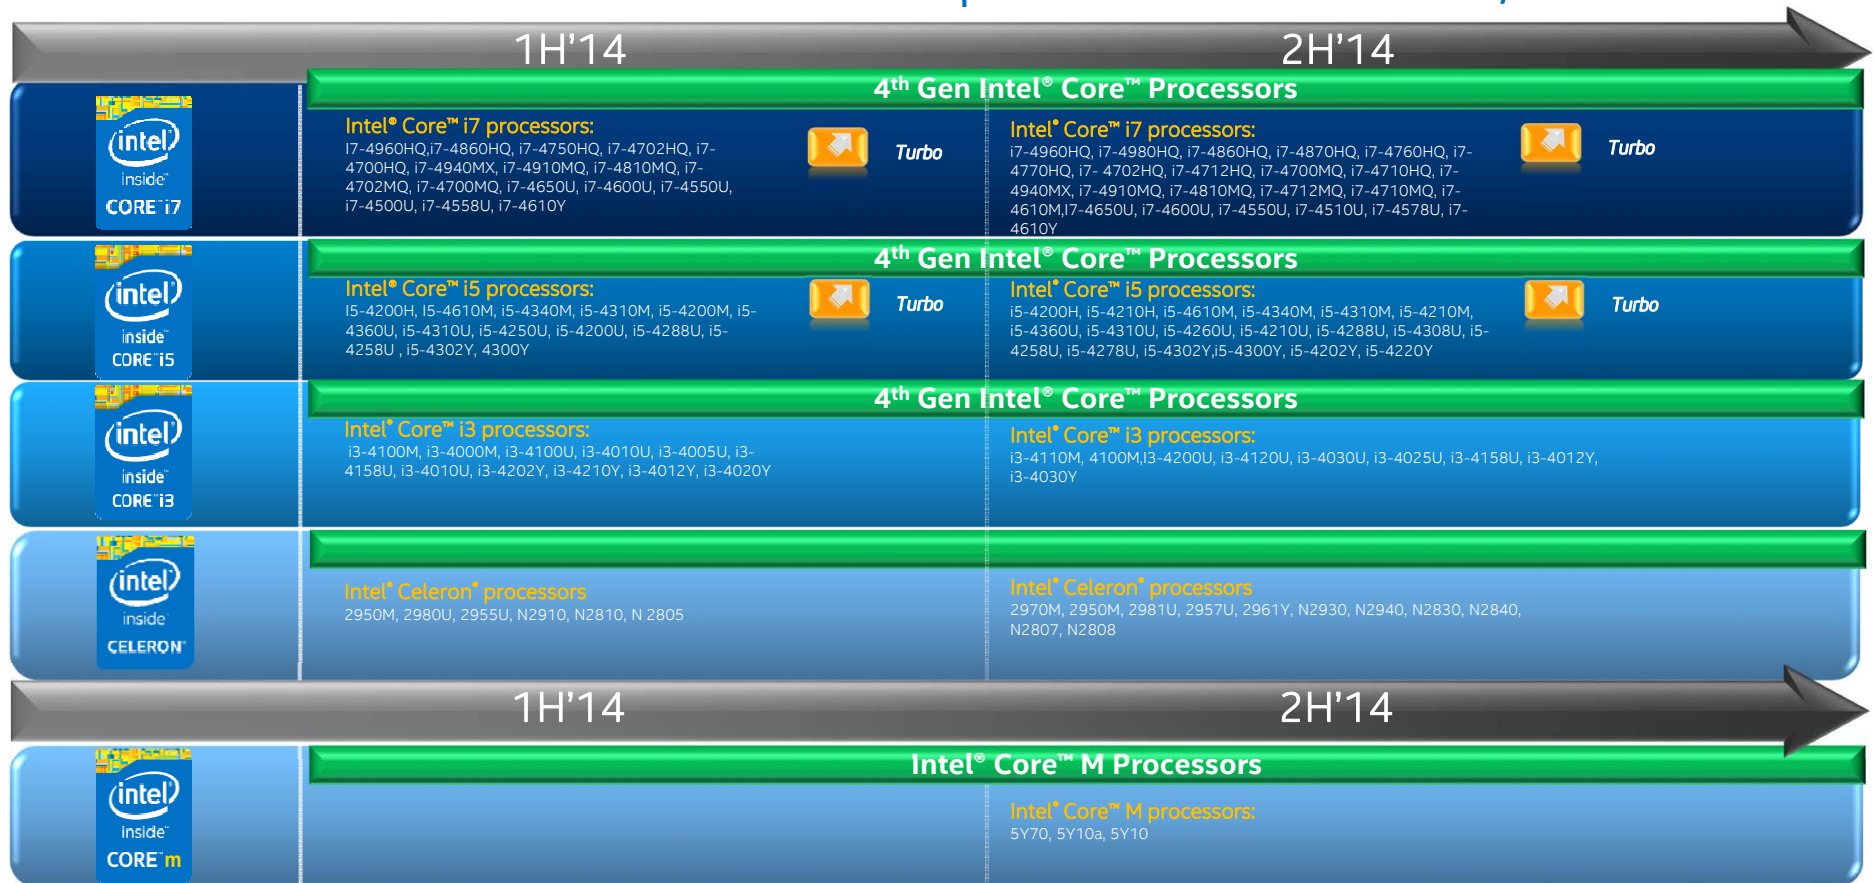 1H'14
2H'14
4th Gen Intel® Core™ Processors
intel
inside™
CORE™ i7
Intel® Core™ i7 processors:
I7-4960HQ,i7-4860HQ, i7-4750HQ, i7-4702HQ, i7-
4700HQ, i7-4940MX, i7-4910MQ, i7-4810MQ, i7-
4702MQ, i7-4700MQ, i7-4650U, i7-4600U, i7-4550U,
i7-4500U, i7-4558U, i7-4610Y
Turbo
Intel® Core™ i7 processors:
i7-4960HQ, i7-4980HQ, i7-4860HQ, i7-4870HQ, i7-4760HQ, i7-
4770HQ, i7- 4702HQ, i7-4712HQ, i7-4700MQ, i7-4710HQ, i7-
4940MX, i7-4910MQ, i7-4810MQ, i7-4712MQ, i7-4710MQ, i7-
4610M,I7-4650U, i7-4600U, i7-4550U, i7-4510U, i7-4578U, i7-
4610Y
Turbo
4th Gen Intel® Core™ Processors
intel
inside™
CORE™ i5
Intel® Core™ i5 processors:
I5-4200H, I5-4610M, i5-4340M, i5-4310M, i5-4200M, i5-
4360U, i5-4310U, i5-4250U, i5-4200U, i5-4288U, i5-
4258U , i5-4302Y, 4300Y
Turbo
Intel® Core™ i5 processors:
i5-4200H, i5-4210H, i5-4610M, i5-4340M, i5-4310M, i5-4210M,
i5-4360U, i5-4310U, i5-4260U, i5-4210U, i5-4288U, i5-4308U, i5-
4258U, i5-4278U, i5-4302Y,i5-4300Y, i5-4202Y, i5-4220Y
Turbo
4th Gen Intel® Core™ Processors
intel
inside™
CORE™ i3
Intel® Core™ i3 processors:
i3-4100M, i3-4000M, i3-4100U, i3-4010U, i3-4005U, i3-
4158U, i3-4010U, i3-4202Y, i3-4210Y, i3-4012Y, i3-4020Y
Intel® Core™ i3 processors:
i3-4110M, 4100M,I3-4200U, i3-4120U, i3-4030U, i3-4025U, i3-4158U, i3-4012Y,
i3-4030Y
intel
inside™
CELERON®
Intel® Celeron® processors
2950M, 2980U, 2955U, N2910, N2810, N 2805
Intel® Celeron® processors
2970M, 2950M, 2981U, 2957U, 2961Y, N2930, N2940, N2830, N2840,
N2807, N2808
1H'14
2H'14
Intel® Core™ M Processors
intel
inside™
CORE™ m
Intel® Core™ M processors:
5Y70, 5Y10a, 5Y10